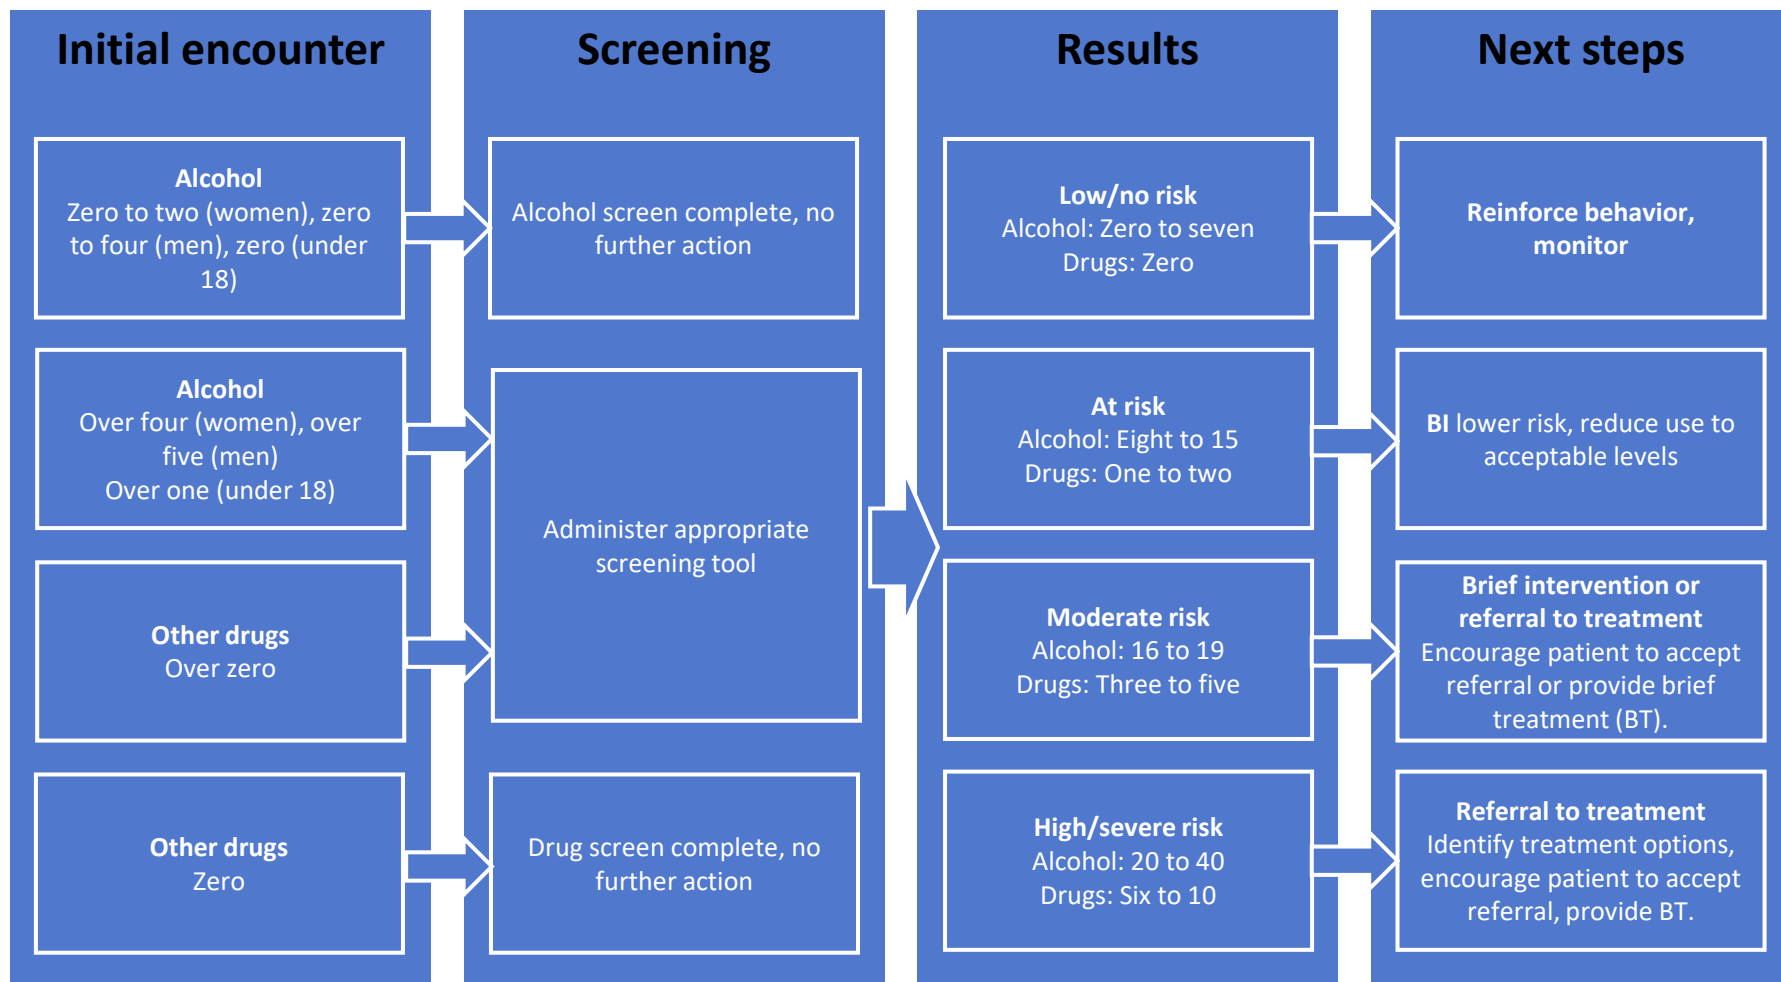 Initial encounter
Alcohol
Zero to two (women), zero
to four (men), zero (under
18)
Alcohol
Over four (women), over
five (men)
Over one (under 18)
Other drugs
Over zero
Other drugs
Zero
Screening
Alcohol screen complete, no
further action
Administer appropriate
screening tool
Drug screen complete, no
further action
Results
Low/no risk
Alcohol: Zero to seven
Drugs: Zero
At risk
Alcohol: Eight to 15
Drugs: One to two
Moderate risk
Alcohol: 16 to 19
Drugs: Three to five
High/severe risk
Alcohol: 20 to 40
Drugs: Six to 10
Next steps
Reinforce behavior,
monitor
BI lower risk, reduce use to
acceptable levels
Brief intervention or
referral to treatment
Encourage patient to accept
referral or provide brief
treatment (BT).
Referral to treatment
Identify treatment options,
encourage patient to accept
referral, provide BT.